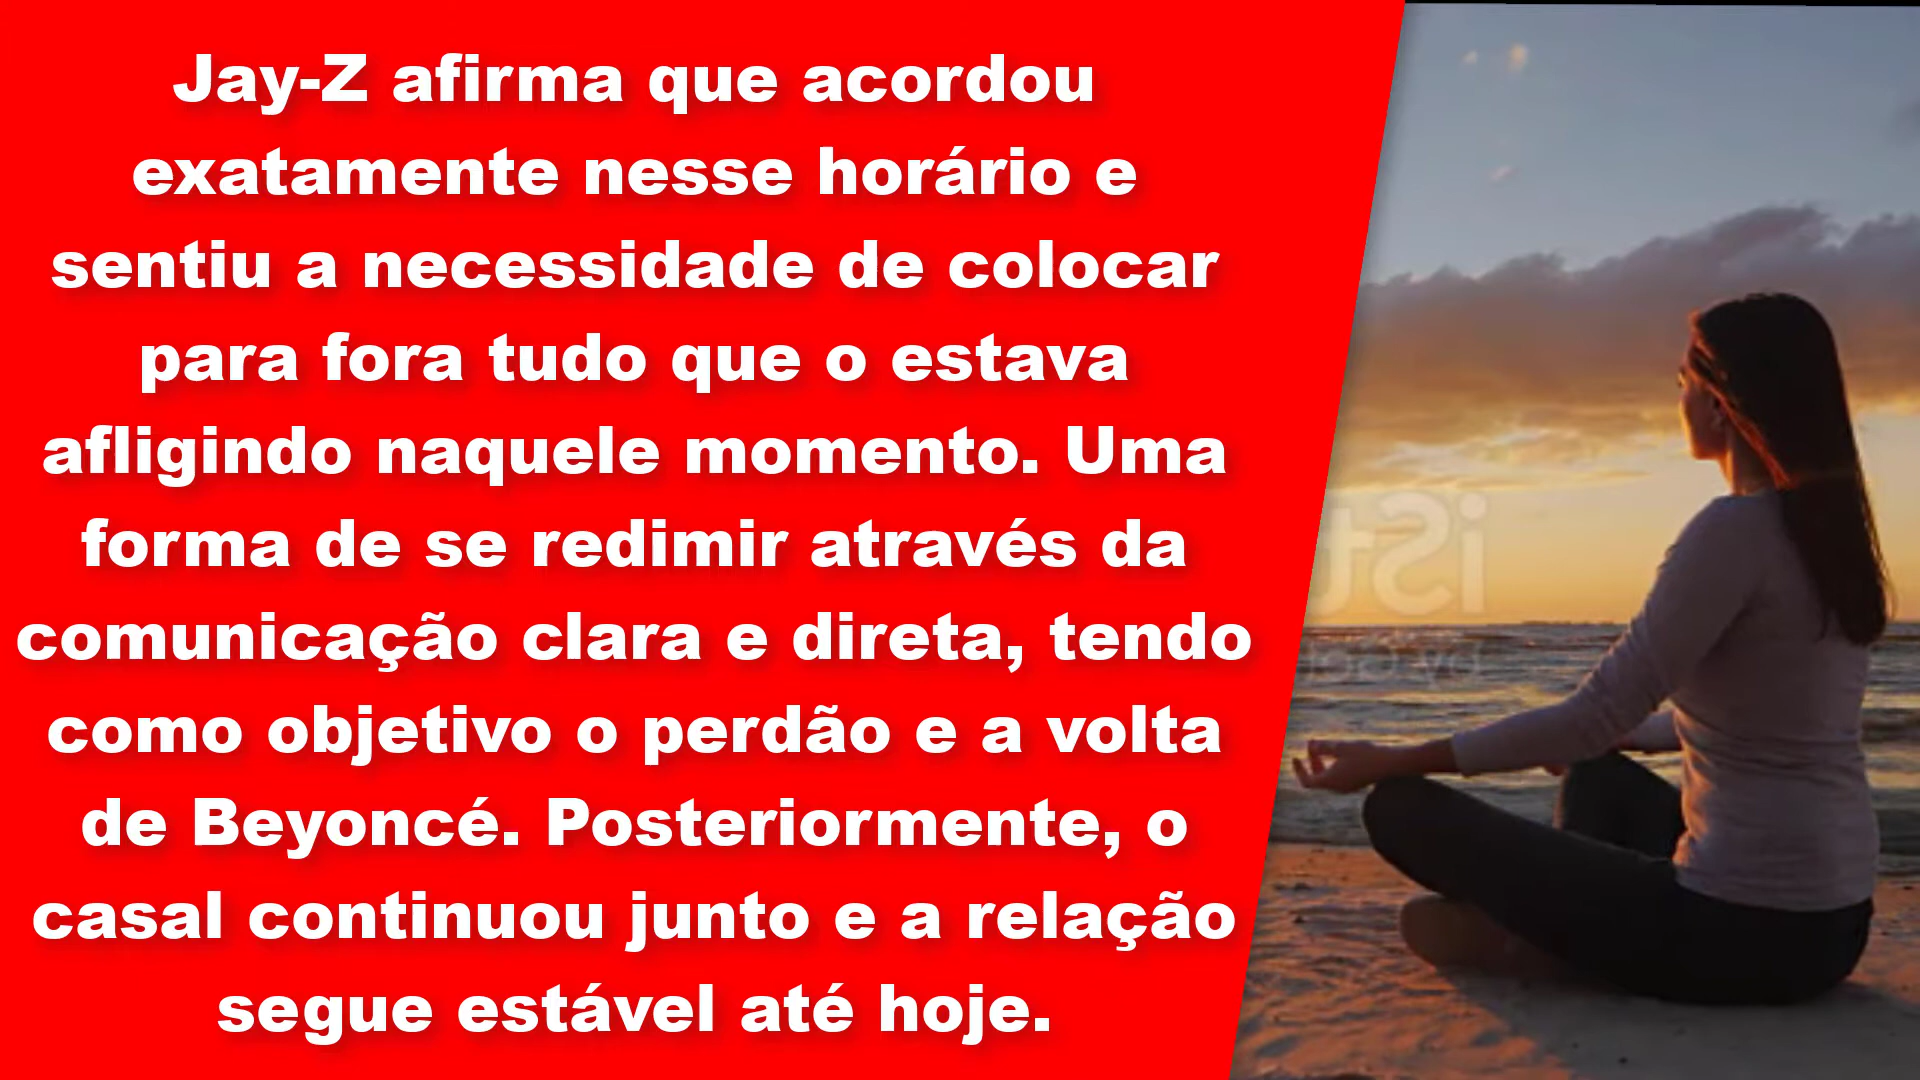 Jay-Z afirma que acordou
exatamente nesse horário e
sentiu a necessidade de colocar
para fora tudo que o estava
afligindo naquele momento. Uma
forma de se redimir através da
comunicação clara e direta, tendo
como objetivo o perdão e a volta
de Beyoncé. Posteriormente, o
casal continuou junto e a relação
segue estável até hoje.